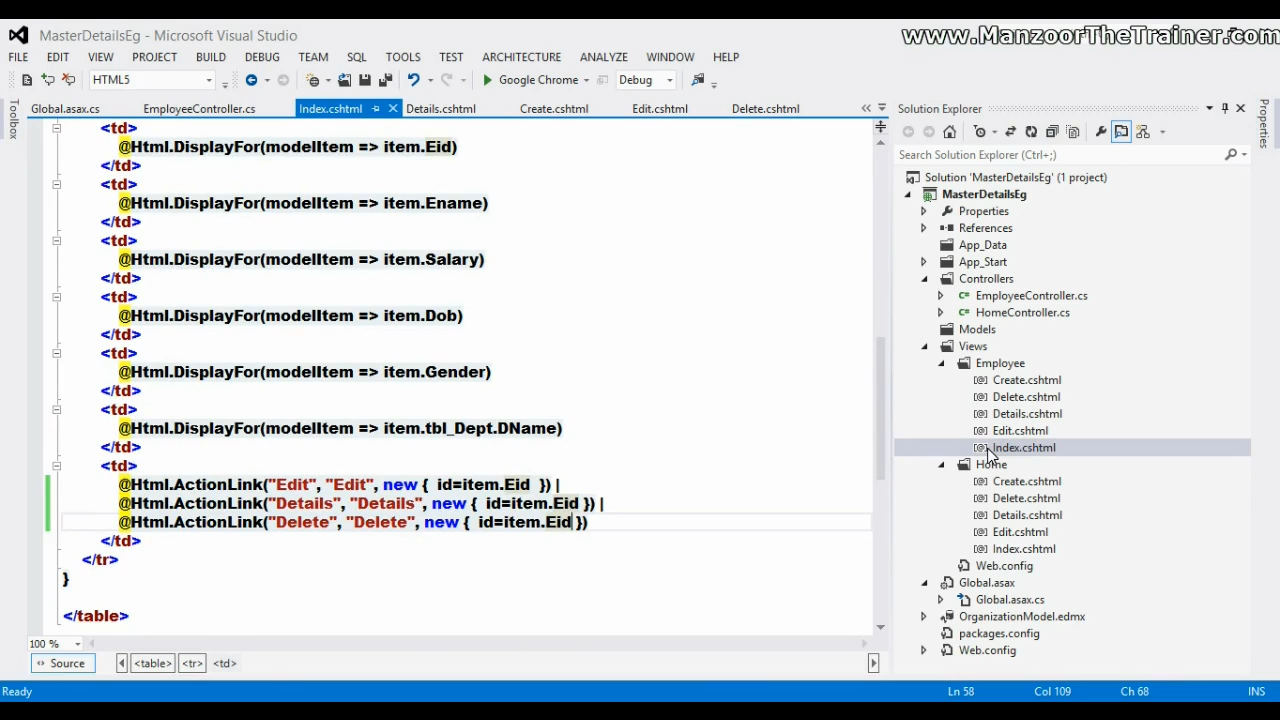 www.ManzoorTheTrainer.com
MasterDetailsEg - Microsoft Visual Studio
FILE EDIT VIEW PROJECT BUILD DEBUG TEAM SQL TOOLS TEST ARCHITECTURE ANALYZE WINDOW HELP
HTML5 Google Chrome Debug
Toolbox
Global.asax.cs EmployeeController.cs Index.cshtml Details.cshtml Create.cshtml Edit.cshtml Delete.cshtml
<td>
@Html.DisplayFor(modelItem => item.Eid)
</td>
<td>
@Html.DisplayFor(modelItem => item.Ename)
</td>
<td>
@Html.DisplayFor(modelItem => item.Salary)
</td>
<td>
@Html.DisplayFor(modelItem => item.Dob)
</td>
<td>
@Html.DisplayFor(modelItem => item.Gender)
</td>
<td>
@Html.DisplayFor(modelItem => item.tbl_Dept.DName)
</td>
<td>
@Html.ActionLink("Edit", "Edit", new { id=item.Eid }) |
@Html.ActionLink("Details", "Details", new { id=item.Eid }) |
@Html.ActionLink("Delete", "Delete", new { id=item.Eid })
</td>
</tr>
}
</table>
100 %
Source <table> <tr> <td>
Solution Explorer
Search Solution Explorer (Ctrl+;)
Solution 'MasterDetailsEg' (1 project)
MasterDetailsEg
Properties
References
App_Data
App_Start
Controllers
EmployeeController.cs
HomeController.cs
Models
Views
Employee
Create.cshtml
Delete.cshtml
Details.cshtml
Edit.cshtml
Index.cshtml
Home
Create.cshtml
Delete.cshtml
Details.cshtml
Edit.cshtml
Index.cshtml
Web.config
Global.asax
Global.asax.cs
OrganizationModel.edmx
packages.config
Web.config
Properties
Ready Ln 58 Col 109 Ch 68 INS